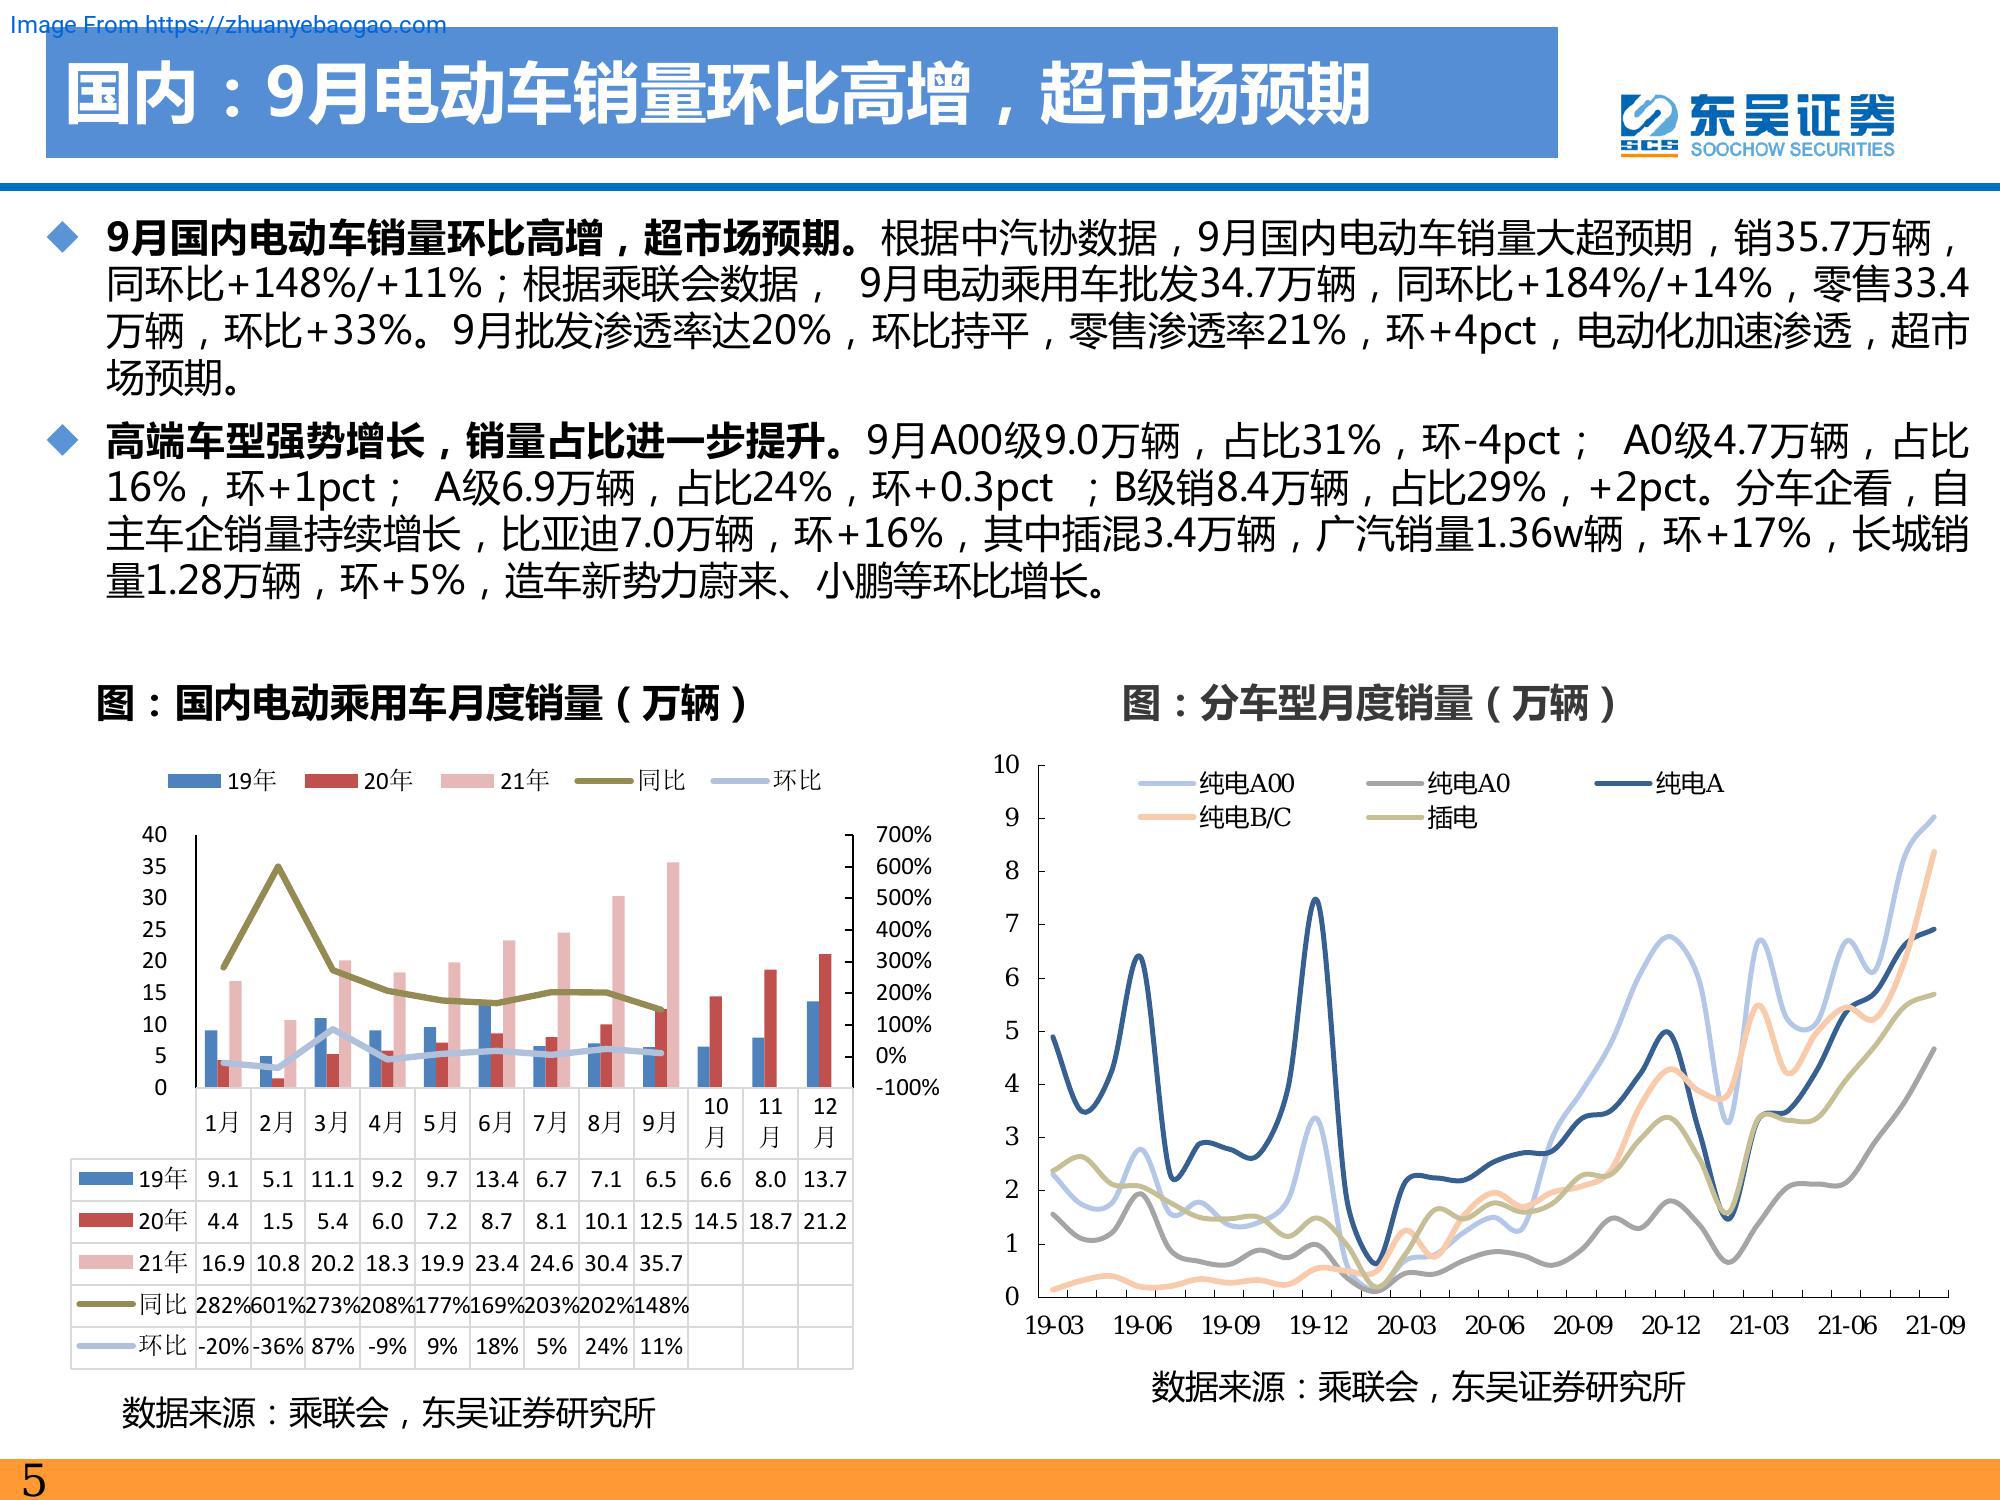 Image From https://zhuanyebaogao.com
国内：9月电动车销量环比高增，超市场预期
东吴证券
SCS
SOOCHOW SECURITIES
9月国内电动车销量环比高增，超市场预期。根据中汽协数据，9月国内电动车销量大超预期，销35.7万辆，
同环比+148%/+11%；根据乘联会数据， 9月电动乘用车批发34.7万辆，同环比+184%/+14%，零售33.4
万辆，环比+33%。9月批发渗透率达20%，环比持平，零售渗透率21%，环+4pct，电动化加速渗透，超市
场预期。
高端车型强势增长，销量占比进一步提升。9月A00级9.0万辆，占比31%，环-4pct； A0级4.7万辆，占比
16%，环+1pct； A级6.9万辆，占比24%，环+0.3pct ；B级销8.4万辆，占比29%，+2pct。分车企看，自
主车企销量持续增长，比亚迪7.0万辆，环+16%，其中插混3.4万辆，广汽销量1.36w辆，环+17%，长城销
量1.28万辆，环+5%，造车新势力蔚来、小鹏等环比增长。
图：国内电动乘用车月度销量（万辆）
19年 20年 21年 同比 环比
40
35
30
25
20
15
10
5
0
700%
600%
500%
400%
300%
200%
100%
0%
-100%
1月 2月 3月 4月 5月 6月 7月 8月 9月 10月 11月 12月
19年 9.1 5.1 11.1 9.2 9.7 13.4 6.7 7.1 6.5 6.6 8.0 13.7
20年 4.4 1.5 5.4 6.0 7.2 8.7 8.1 10.1 12.5 14.5 18.7 21.2
21年 16.9 10.8 20.2 18.3 19.9 23.4 24.6 30.4 35.7
同比 282% 601% 273% 208% 177% 169% 203% 202% 148%
环比 -20% -36% 87% -9% 9% 18% 5% 24% 11%
数据来源：乘联会，东吴证券研究所
图：分车型月度销量（万辆）
纯电A00 纯电A0 纯电A
纯电B/C 插电
10
9
8
7
6
5
4
3
2
1
0
19-03 19-06 19-09 19-12 20-03 20-06 20-09 20-12 21-03 21-06 21-09
数据来源：乘联会，东吴证券研究所
5